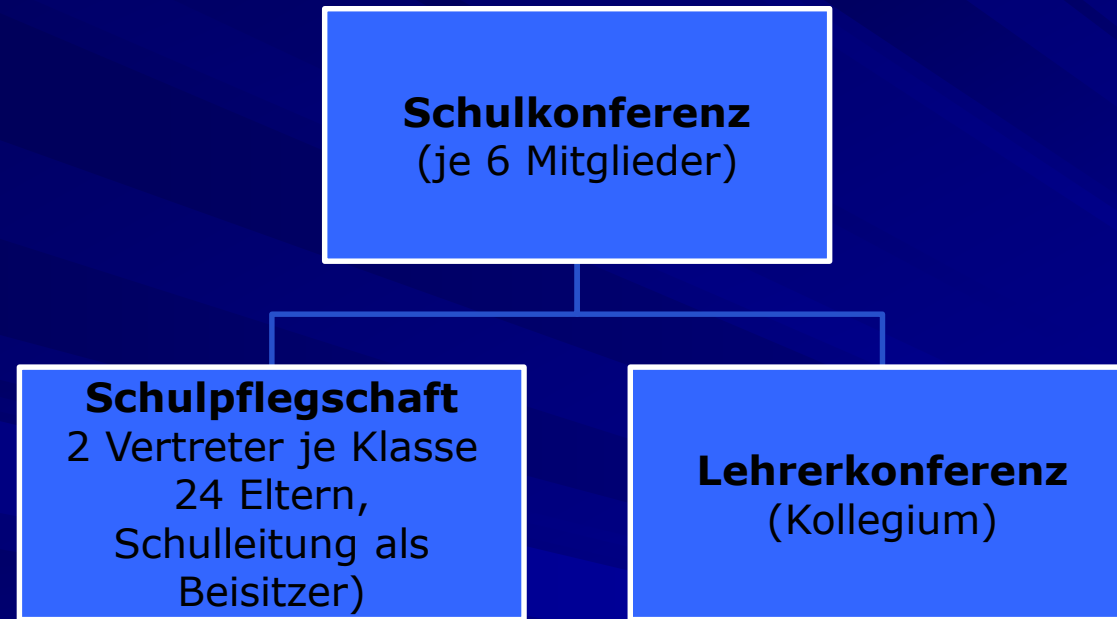 Schulkonferenz
(je 6 Mitglieder)
Schulpflegschaft
2 Vertreter je Klasse
24 Eltern,
Schulleitung als
Beisitzer)
Lehrerkonferenz
(Kollegium)